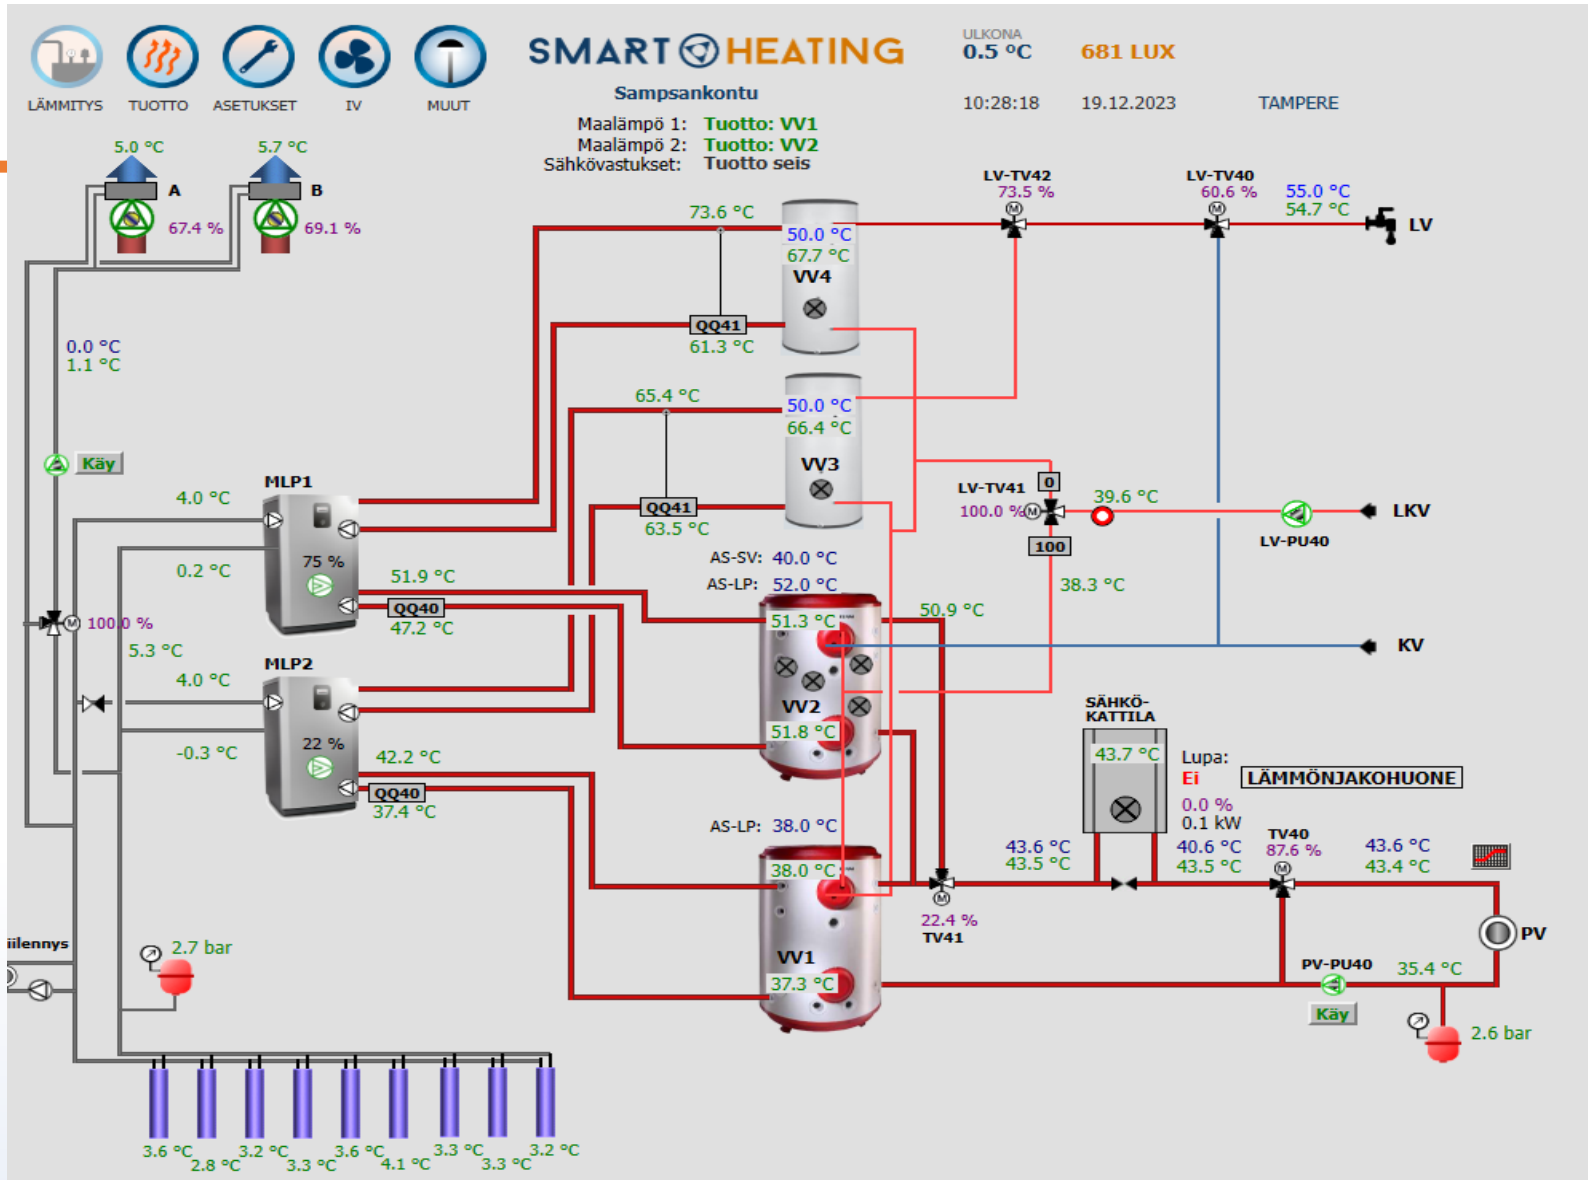 SMART HEATING
ULKONA
0.5 °C
681 LUX
LÄMMITYS
TUOTTO
ASETUKSET
IV
MUUT
Sampsankontu
10:28:18
19.12.2023
TAMPERE
Maalämpö 1: Tuotto: VV1
Maalämpö 2: Tuotto: VV2
Sähkövastukset: Tuotto seis
5.0 °C
5.7 °C
A
B
67.4 %
69.1 %
LV-TV42
73.5 %
LV-TV40
60.6 %
55.0 °C
54.7 °C
LV
73.6 °C
50.0 °C
67.7 °C
VV4
QQ41
61.3 °C
0.0 °C
1.1 °C
65.4 °C
50.0 °C
66.4 °C
VV3
QQ41
63.5 °C
Käy
MLP1
4.0 °C
75 %
0.2 °C
51.9 °C
QQ40
47.2 °C
LV-TV41
100.0 %
0
100
39.6 °C
LKV
LV-PU40
38.3 °C
AS-SV: 40.0 °C
AS-LP: 52.0 °C
51.3 °C
50.9 °C
VV2
51.8 °C
KV
100.0 %
5.3 °C
MLP2
4.0 °C
22 %
-0.3 °C
42.2 °C
QQ40
37.4 °C
SÄHKÖ-
KATTILA
43.7 °C
Lupa:
Ei
LÄMMÖNJAKOHUONE
0.0 %
0.1 kW
AS-LP: 38.0 °C
38.0 °C
VV1
37.3 °C
43.6 °C
43.5 °C
40.6 °C
43.5 °C
TV40
87.6 %
43.6 °C
43.4 °C
22.4 %
TV41
PV
PV-PU40
35.4 °C
Käy
2.6 bar
iilennys
2.7 bar
3.6 °C
2.8 °C
3.2 °C
3.3 °C
3.6 °C
4.1 °C
3.3 °C
3.3 °C
3.2 °C